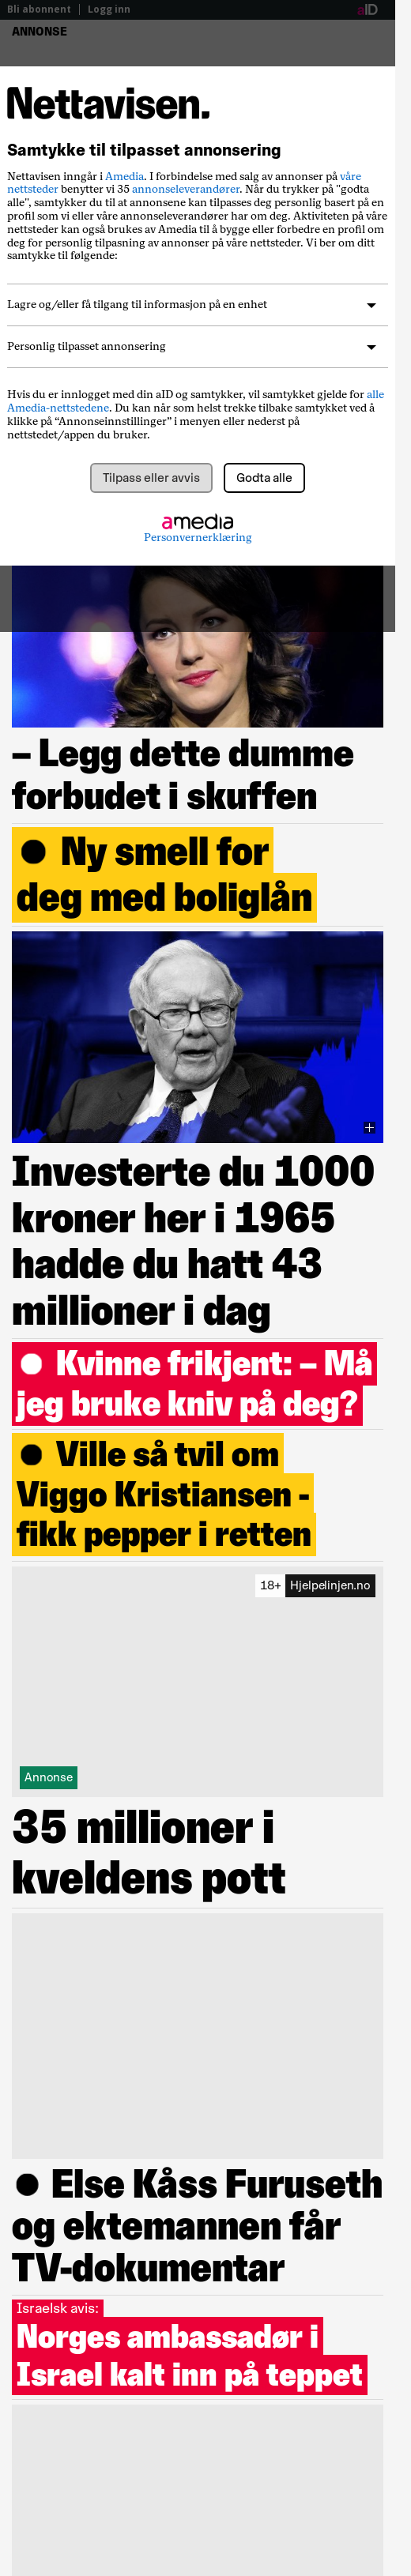 Bli abonnent | Logg inn
aID
ANNONSE
Nettavisen.
Samtykke til tilpasset annonsering
Nettavisen inngår i Amedia. I forbindelse med salg av annonser på våre
nettsteder benytter vi 35 annonseleverandører. Når du trykker på "godta
alle", samtykker du til at annonsene kan tilpasses deg personlig basert på en
profil som vi eller våre annonseleverandører har om deg. Aktiviteten på våre
nettsteder kan også brukes av Amedia til å bygge eller forbedre en profil om
deg for personlig tilpasning av annonser på våre nettsteder. Vi ber om ditt
samtykke til følgende:
Lagre og/eller få tilgang til informasjon på en enhet
Personlig tilpasset annonsering
Hvis du er innlogget med din aID og samtykker, vil samtykket gjelde for alle
Amedia-nettstedene. Du kan når som helst trekke tilbake samtykket ved å
klikke på “Annonseinnstillinger” i menyen eller nederst på
nettstedet/appen du bruker.
Tilpass eller avvis
Godta alle
amedia
Personvernerklæring
– Legg dette dumme
forbudet i skuffen
Ny smell for
deg med boliglån
Investerte du 1000
kroner her i 1965
hadde du hatt 43
millioner i dag
Kvinne frikjent: – Må
jeg bruke kniv på deg?
Ville så tvil om
Viggo Kristiansen -
fikk pepper i retten
18+ Hjelpelinjen.no
Annonse
35 millioner i
kveldens pott
Else Kåss Furuseth
og ektemannen får
TV-dokumentar
Israelsk avis:
Norges ambassadør i
Israel kalt inn på teppet